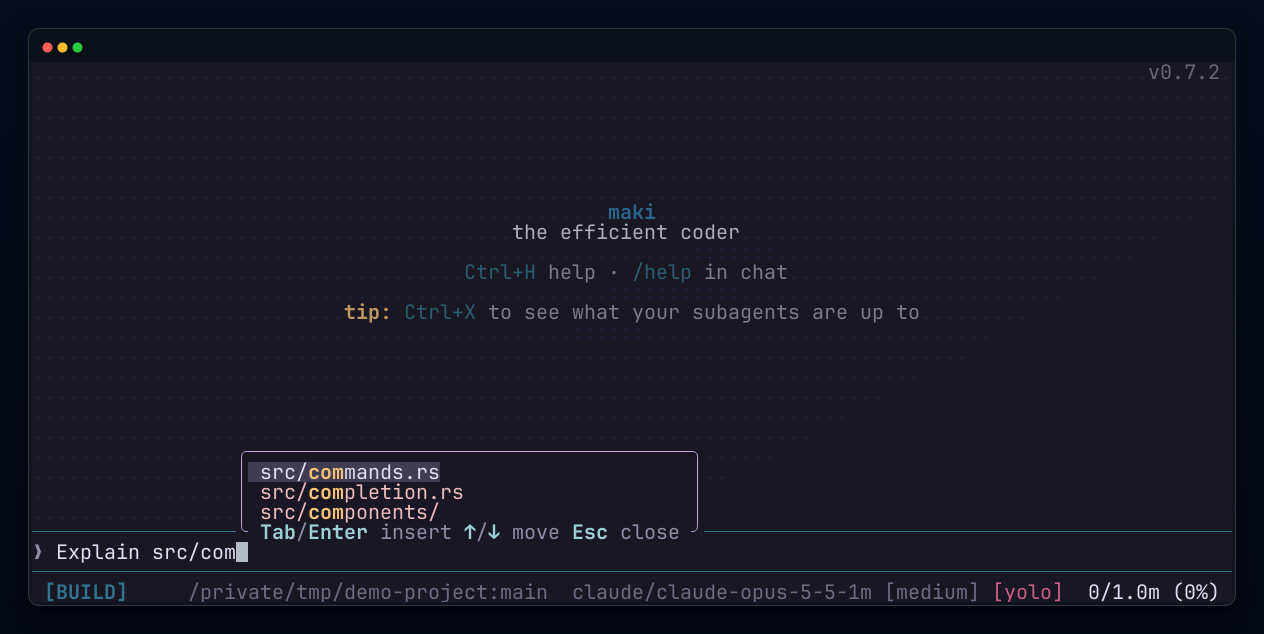 v0.7.2
maki
the efficient coder
Ctrl+H help · /help in chat
tip: Ctrl+X to see what your subagents are up to
src/commands.rs
src/completion.rs
src/components/
Tab/Enter insert ↑/↓ move Esc close
❯ Explain src/com
[BUILD] /private/tmp/demo-project:main claude/claude-opus-5-5-1m [medium] [yolo] 0/1.0m (0%)